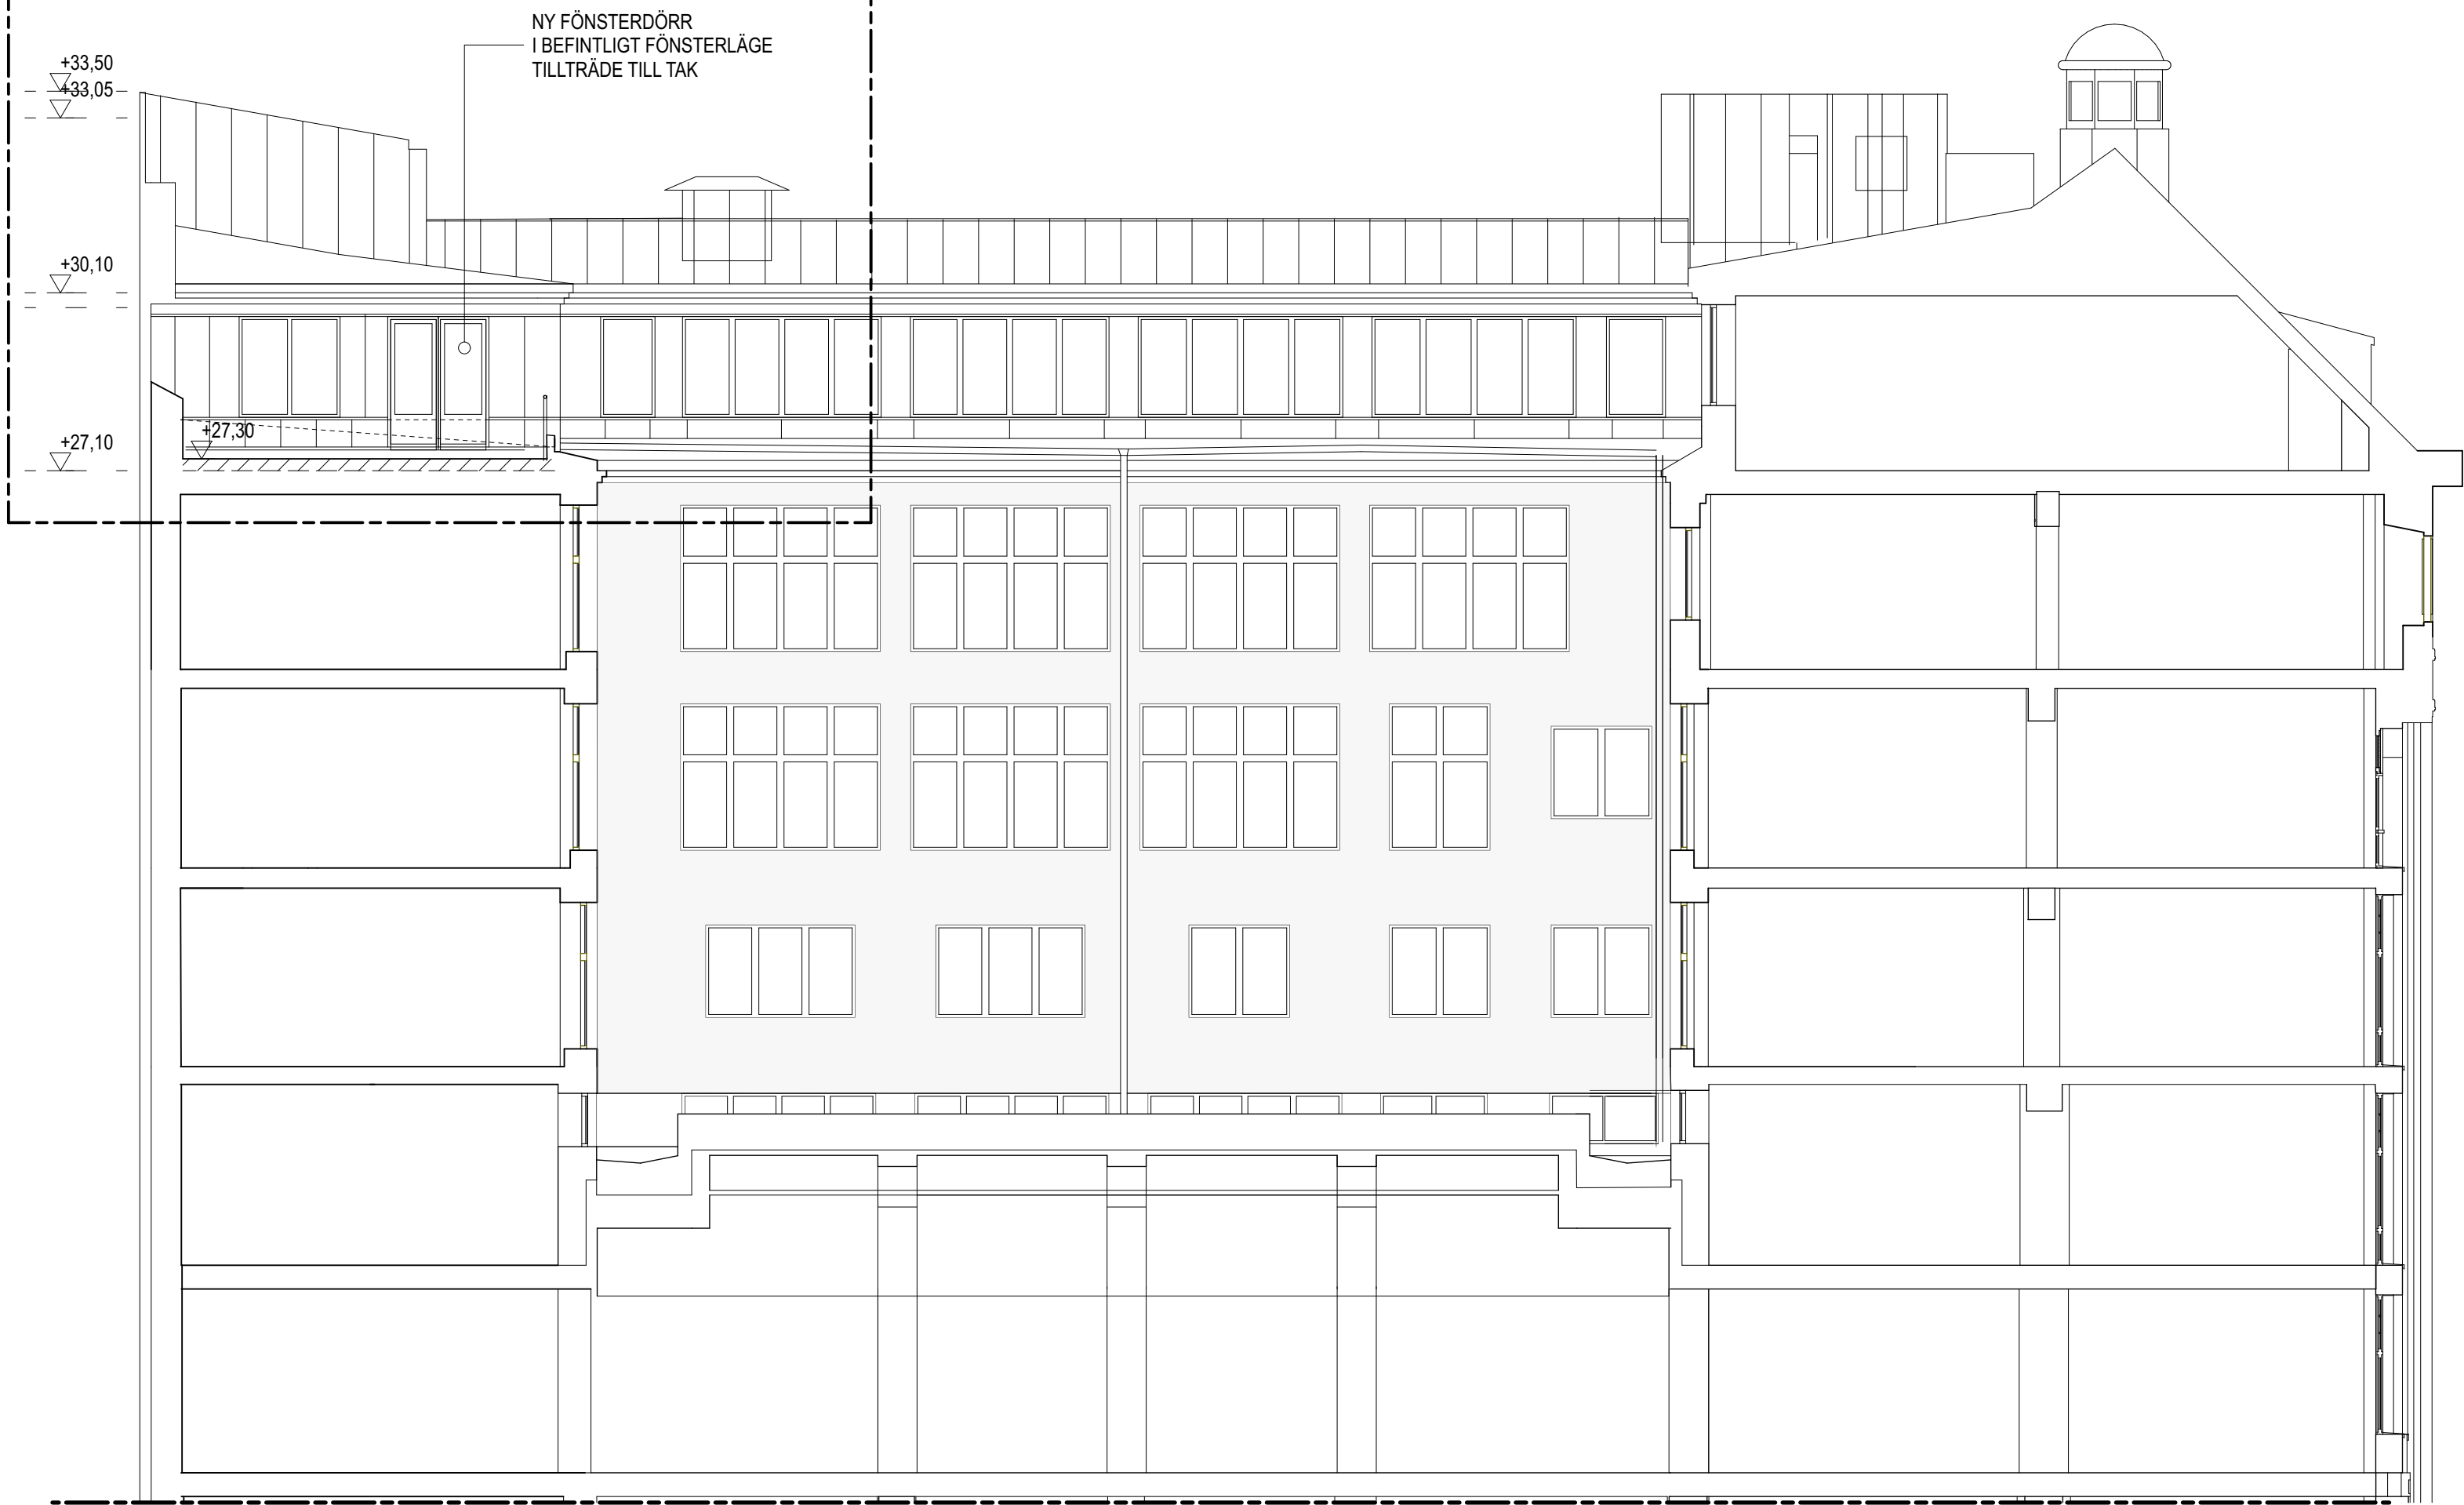 NY FÖNSTERDÖRR
I BEFINTLIGT FÖNSTERLÄGE
TILLTRÄDE TILL TAK
+33,50
+33,05
+30,10
+27,30
+27,10